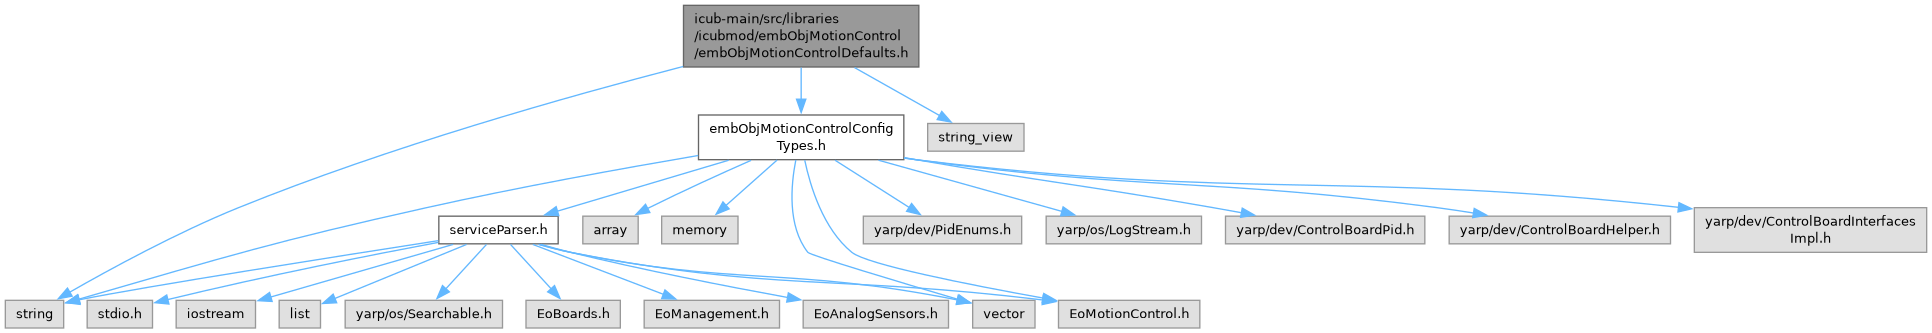 icub-main/src/libraries
/icubmod/embObjMotionControl
/embObjMotionControlDefaults.h
embObjMotionControlConfig
Types.h
string_view
serviceParser.h
array
memory
yarp/dev/PidEnums.h
yarp/os/LogStream.h
yarp/dev/ControlBoardPid.h
yarp/dev/ControlBoardHelper.h
yarp/dev/ControlBoardInterfaces
Impl.h
string
stdio.h
iostream
list
yarp/os/Searchable.h
EoBoards.h
EoManagement.h
EoAnalogSensors.h
vector
EoMotionControl.h